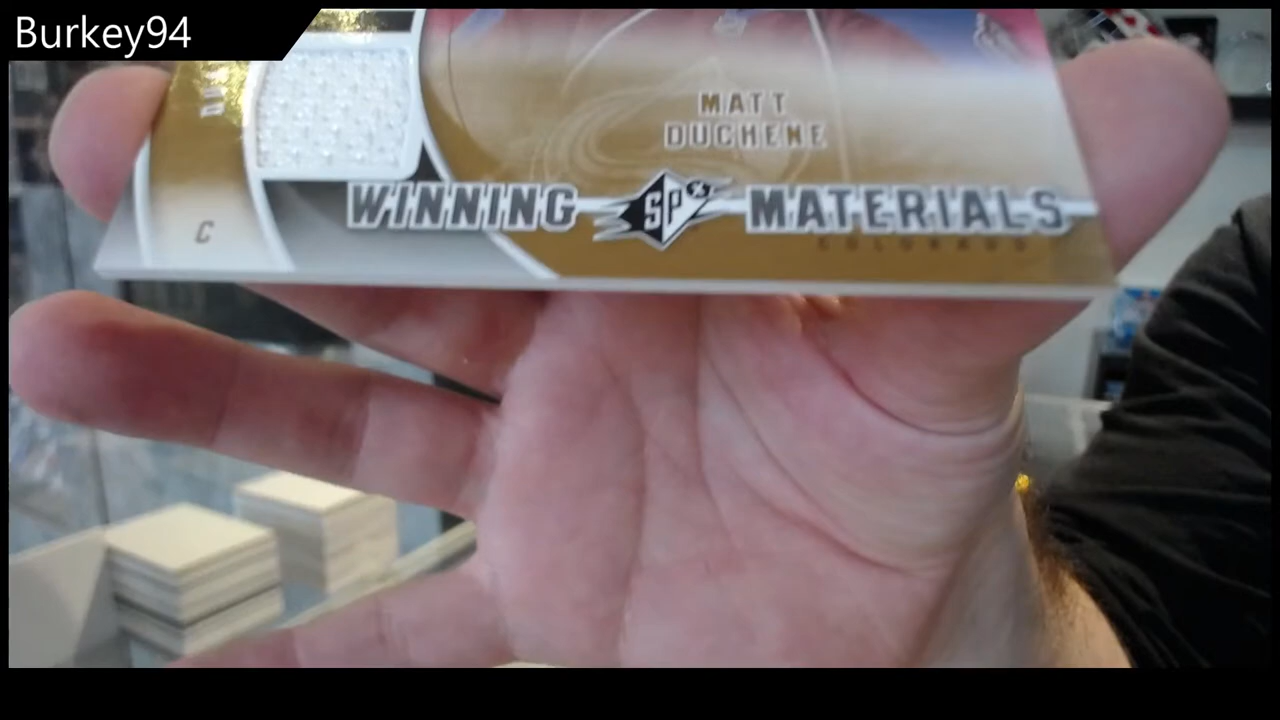 Burkey94
MATT
DUCHENE
WINNING SPX MATERIALS
COLORADO
C